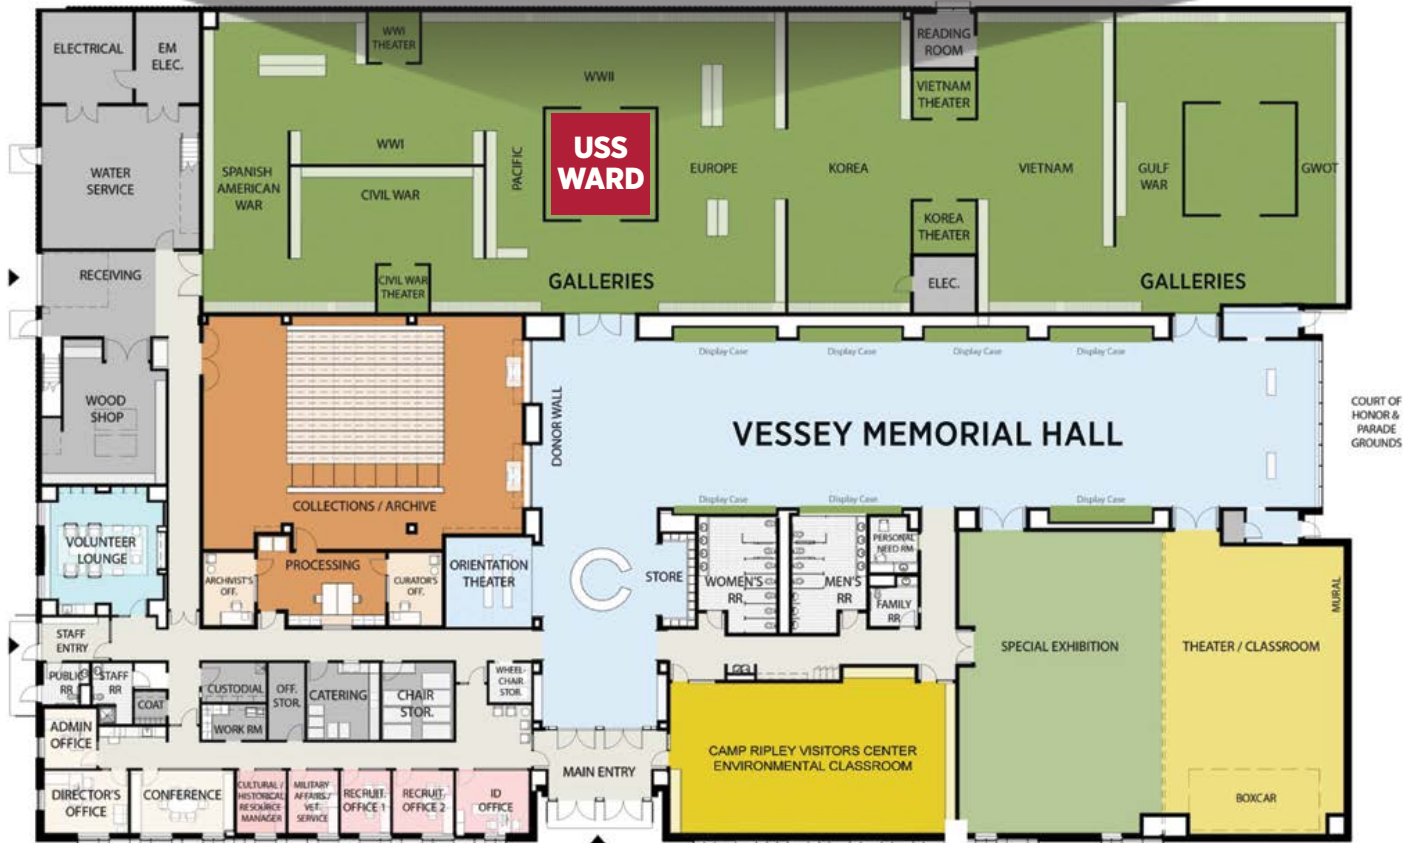 ELECTRICAL
EM
ELEC.
WWI
THEATER
WWII
READING
ROOM
VIETNAM
THEATER
WATER
SERVICE
SPANISH
AMERICAN
WAR
WWI
CIVIL WAR
PACIFIC
USS
WARD
EUROPE
KOREA
VIETNAM
GULF
WAR
GWOT
KOREA
THEATER
RECEIVING
CIVIL WAR
THEATER
GALLERIES
ELEC.
GALLERIES
Display Case
Display Case
Display Case
Display Case
WOOD
SHOP
DONOR WALL
VESSEY MEMORIAL HALL
COURT OF
HONOR &
PARADE
GROUNDS
COLLECTIONS / ARCHIVE
Display Case
Display Case
Display Case
VOLUNTEER
LOUNGE
ARCHIVIST'S
OFF.
PROCESSING
CURATOR'S
OFF.
ORIENTATION
THEATER
STORE
WOMEN'S
RR
MEN'S
RR
PERSONAL
NEED RM
FAMILY
RR
MURAL
STAFF
ENTRY
SPECIAL EXHIBITION
THEATER / CLASSROOM
PUBLIC
RR
STAFF
RR
COAT
CUSTODIAL
WORK RM
OFF.
STOR.
CATERING
CHAIR
STOR.
WHEEL-
CHAIR
STOR.
ADMIN
OFFICE
MAIN ENTRY
CAMP RIPLEY VISITORS CENTER
ENVIRONMENTAL CLASSROOM
DIRECTOR'S
OFFICE
CONFERENCE
CULTURAL /
HISTORICAL
RESOURCE
MANAGER
MILITARY
AFFAIRS /
VET.
SERVICE
RECRUIT.
OFFICE 1
RECRUIT.
OFFICE 2
ID
OFFICE
BOXCAR